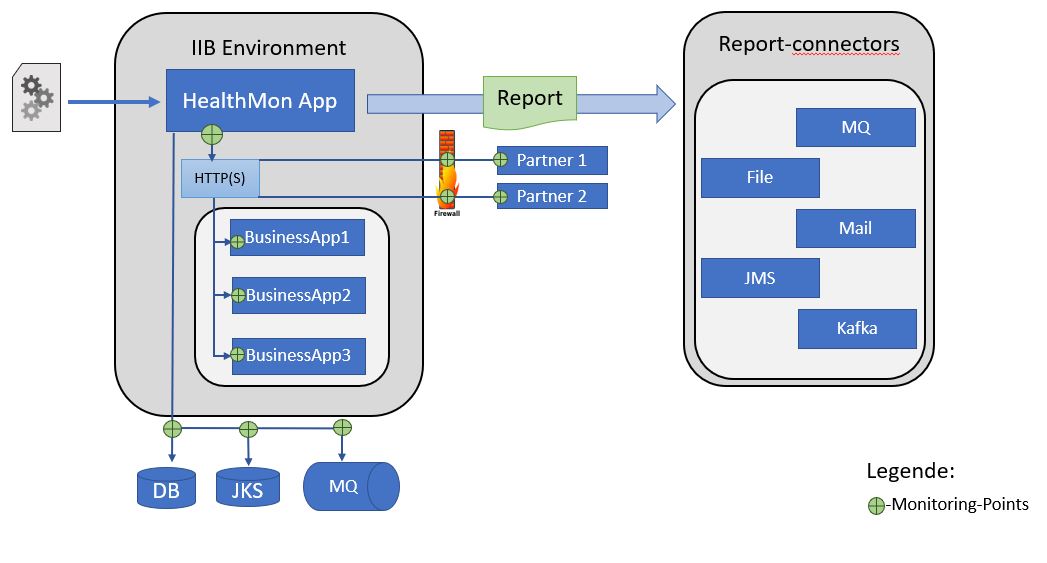 IIB Environment
HealthMon App
Report
Report-connectors
MQ
File
Mail
JMS
Kafka
HTTP(S)
Partner 1
Partner 2
Firewall
BusinessApp1
BusinessApp2
BusinessApp3
DB
JKS
MQ
Legende:
-Monitoring-Points